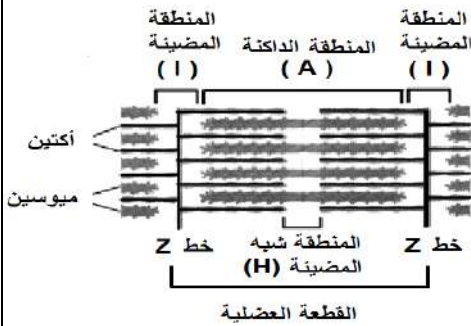 المنطقة
المضيئة
( I )
المنطقة الداكنة
( A )
المنطقة
المضيئة
( I )
أكتين
ميوسين
خط Z
المنطقة شبه
المضيئة (H)
خط Z
القطعة العضلية